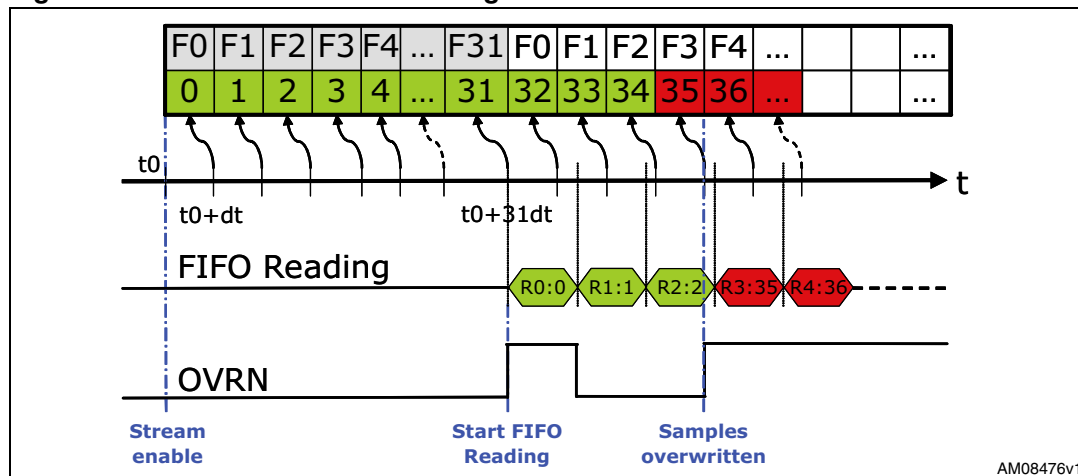 F0 F1 F2 F3 F4 ... F31 F0 F1 F2 F3 F4 ... ...
0 1 2 3 4 ... 31 32 33 34 35 36 ... ...
t0
t
t0+dt t0+31dt
FIFO Reading
R0:0 R1:1 R2:2 R3:35 R4:36
OVRN
Stream enable
Start FIFO Reading
Samples overwritten
AM08476v1